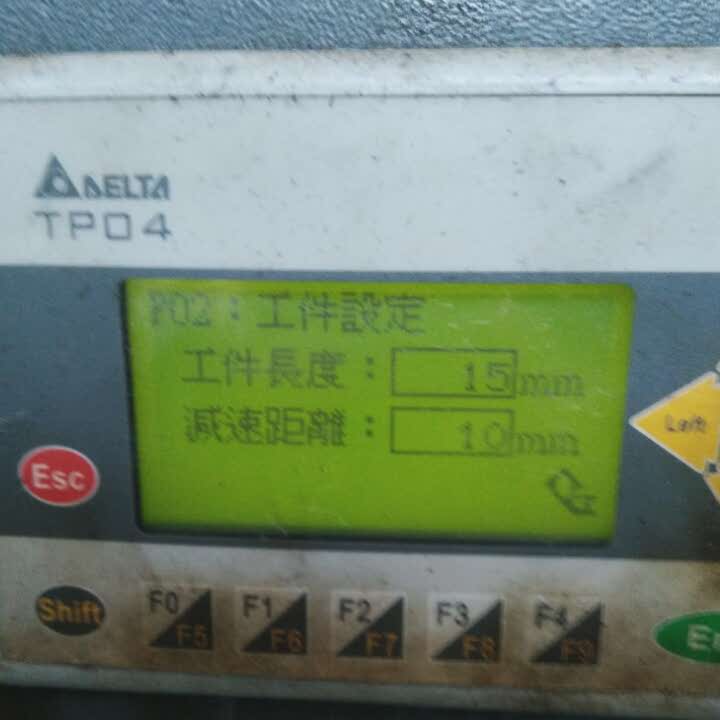 DELTA
TP04
P02：工件設定
工件長度： 15mm
減速距離： 10mm
Left
Esc
Shift
F0 F1 F2 F3 F4
F5 F6 F7 F8 F9